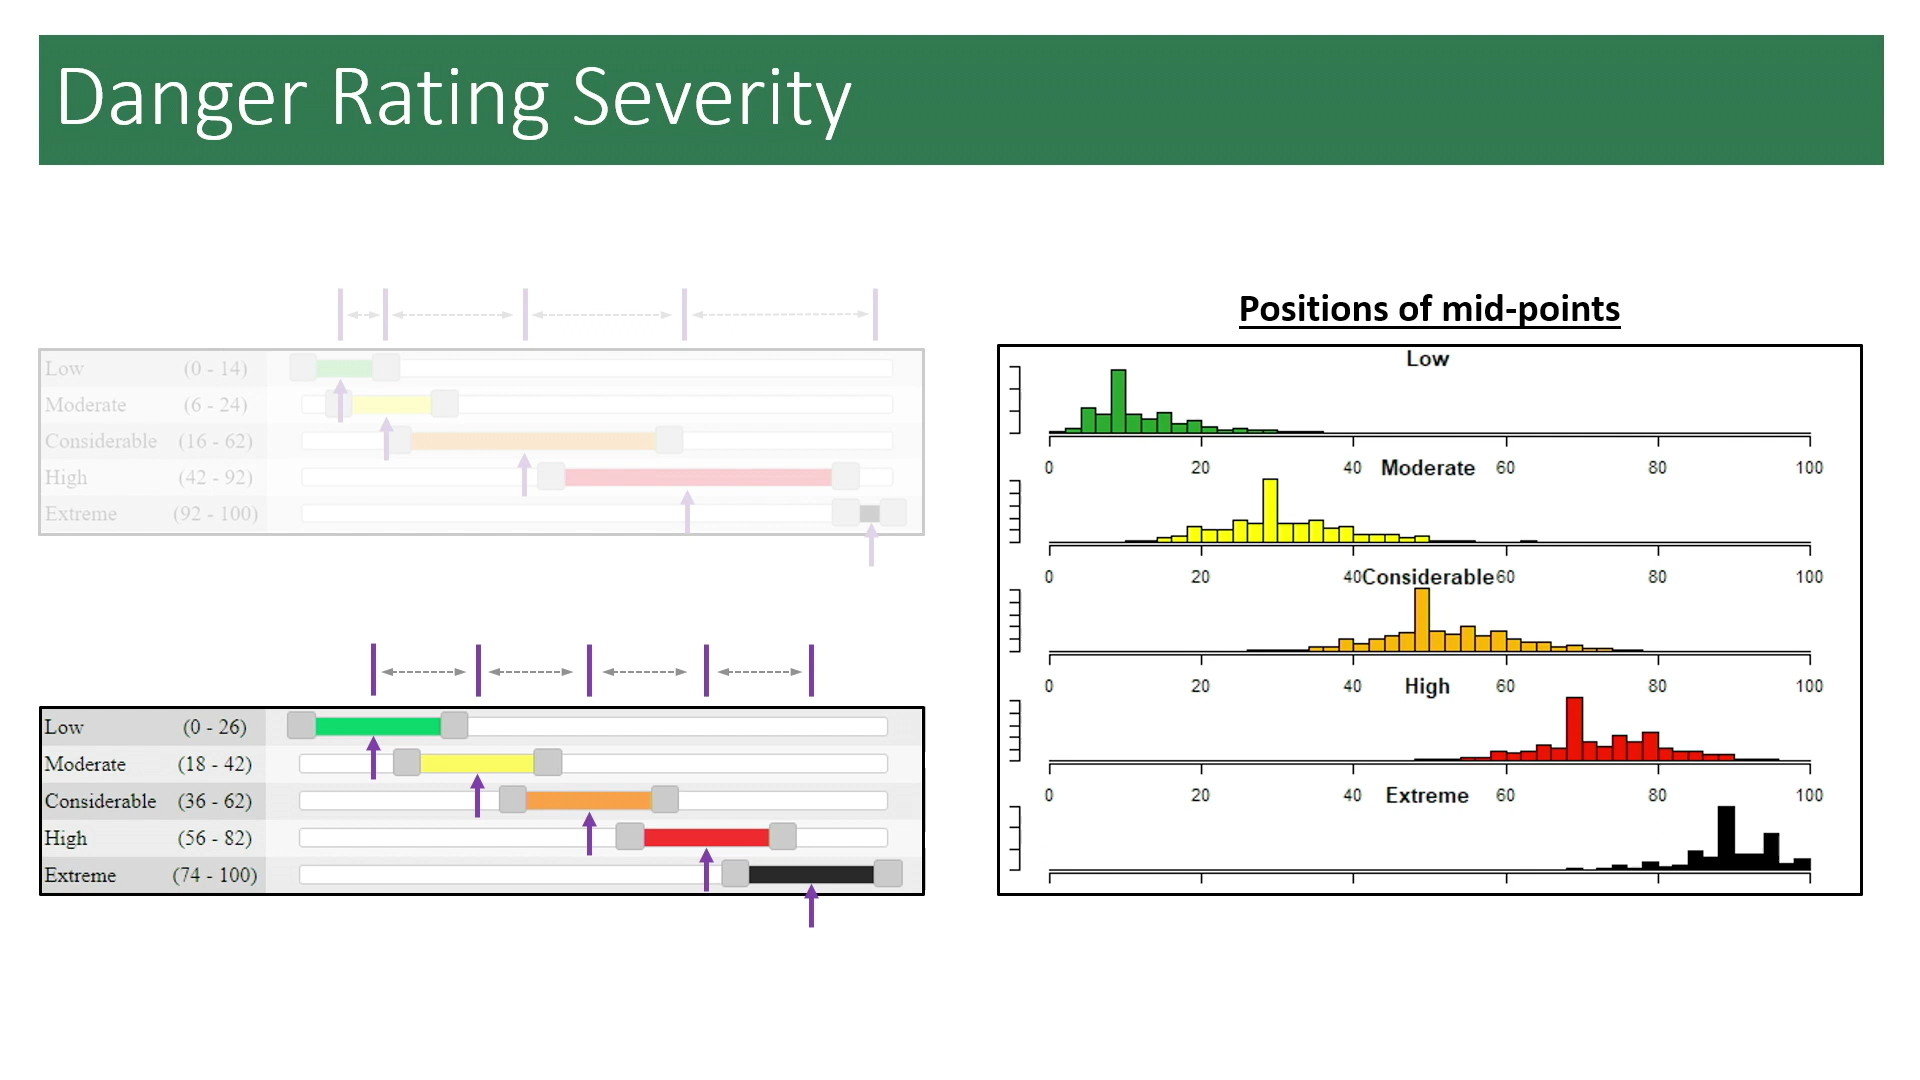 Danger Rating Severity
Low (0 - 14)
Moderate (6 - 24)
Considerable (16 - 62)
High (42 - 92)
Extreme (92 - 100)
Low (0 - 26)
Moderate (18 - 42)
Considerable (36 - 62)
High (56 - 82)
Extreme (74 - 100)
Positions of mid-points
Low
0 20 40 60 80 100
Moderate
0 20 40 60 80 100
Considerable
0 20 40 60 80 100
High
0 20 40 60 80 100
Extreme